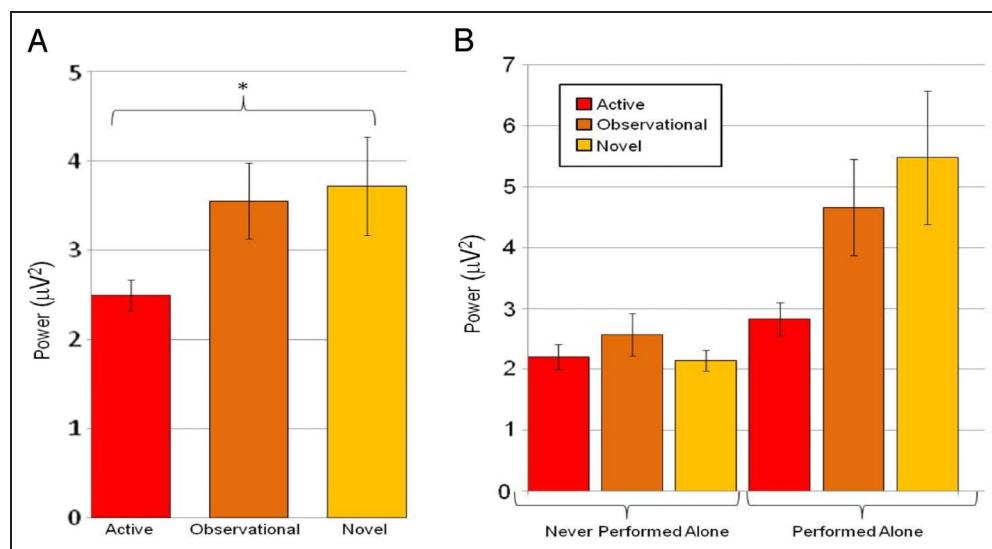 A
5
4
3
2
1
0
Power (μV²)
*
Active Observational Novel
B
7
6
5
4
3
2
1
0
Power (μV²)
Active
Observational
Novel
Never Performed Alone Performed Alone